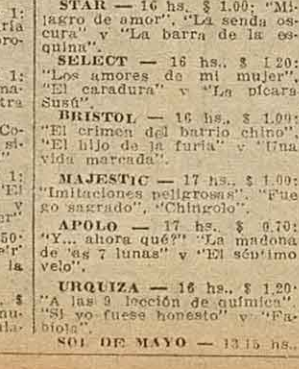 STAR — 16 hs. $ 1.00: "Mi-
lagro de amor", "La senda os-
cura" y "La barra de la es-
quina".
SELECT — 16 hs., $ 1.20:
"Los amores de mi mujer",
"El caradura" y "La pícara
Susú".
BRISTOL — 16 hs., $ 1.00:
"El crimen del barrio chino",
"El hijo de la furia" y "Una
vida marcada".
MAJESTIC — 17 hs., $ 1.00:
"Imitaciones peligrosas", "Fue
go sagrado", "Chingolo".
APOLO — 17 hs., $ 0.70:
"Y... ahora qué?" "La madona
de las 7 lunas" y "El séptimo
velo".
URQUIZA — 16 hs., $ 1.20:
"A las 9 lección de química",
"Si yo fuese honesto" y "Fa-
biola".
SOL DE MAYO — 13.15 hs.,